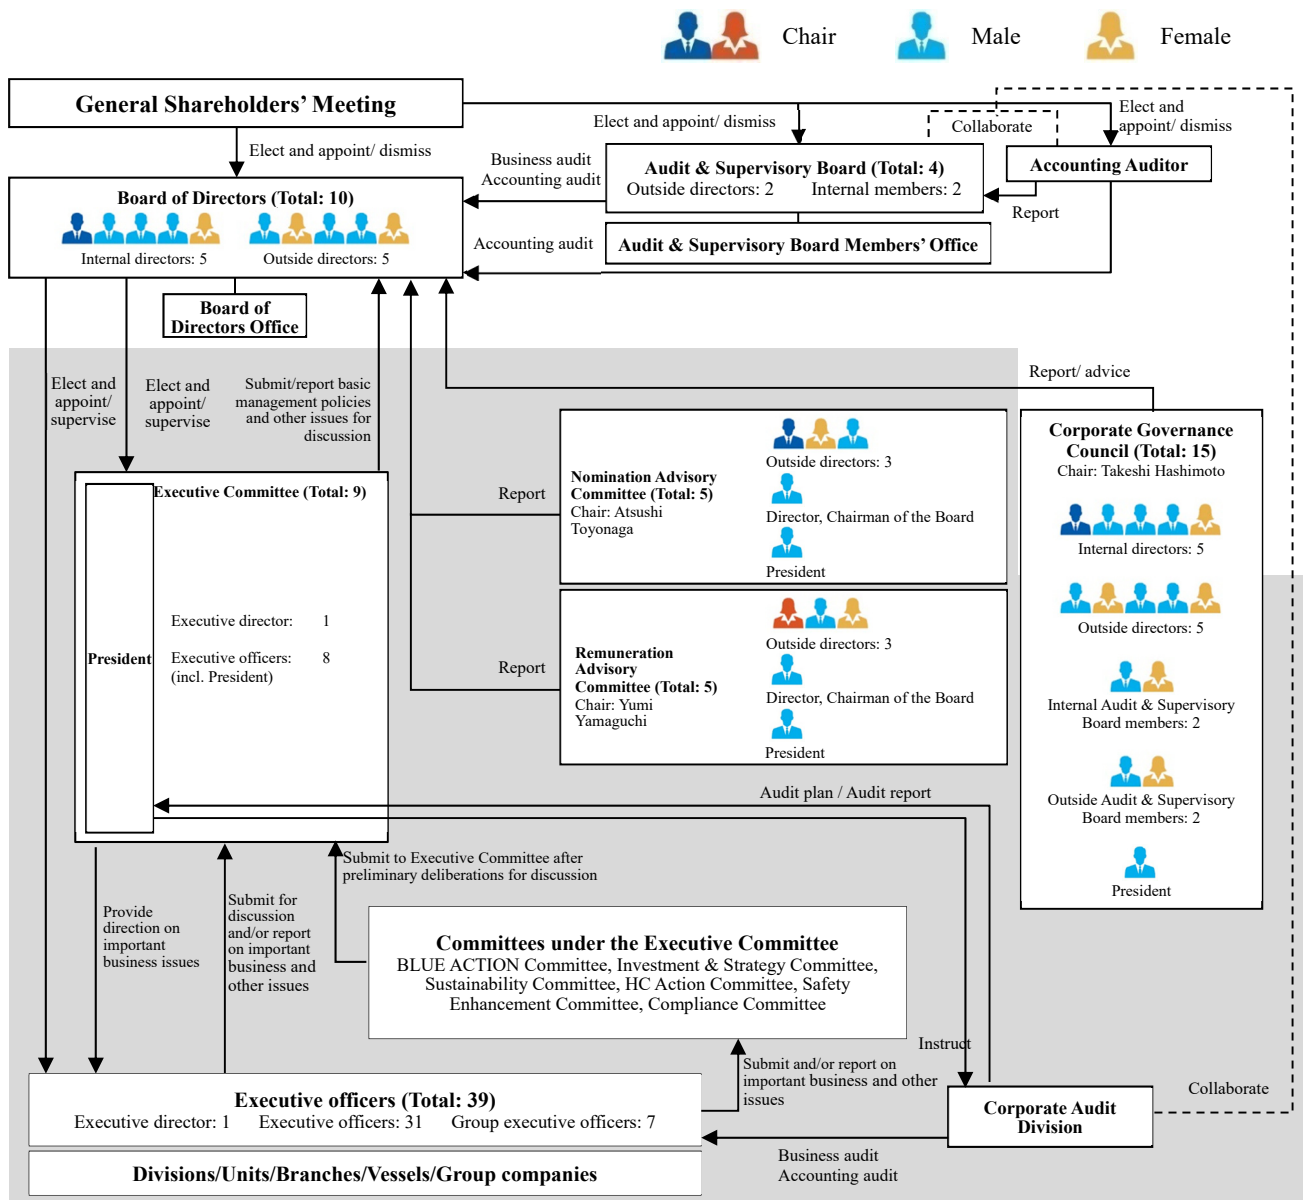 Chair
Male
Female
General Shareholders' Meeting
Elect and appoint/ dismiss
Collaborate
Elect and
appoint/dismiss
Elect and appoint/ dismiss
Business audit
Accounting audit
Audit & Supervisory Board (Total: 4)
Outside directors: 2 Internal members: 2
Accounting Auditor
Report
Board of Directors (Total: 10)
Internal directors: 5 Outside directors: 5
Accounting audit
Audit & Supervisory Board Members' Office
Board of
Directors Office
Elect and
appoint/
supervise
Elect and
appoint/
supervise
Submit/report basic
management policies
and other issues for
discussion
Report/ advice
Executive Committee (Total: 9)
President
Executive director: 1
Executive officers: 8
(incl. President)
Report
Nomination Advisory
Committee (Total: 5)
Chair: Atsushi
Toyonaga
Outside directors: 3
Director, Chairman of the Board
President
Report
Remuneration
Advisory
Committee (Total: 5)
Chair: Yumi
Yamaguchi
Outside directors: 3
Director, Chairman of the Board
President
Corporate Governance
Council (Total: 15)
Chair: Takeshi Hashimoto
Internal directors: 5
Outside directors: 5
Internal Audit & Supervisory
Board members: 2
Outside Audit & Supervisory
Board members: 2
President
Audit plan / Audit report
Submit to Executive Committee after
preliminary deliberations for discussion
Provide
direction on
important
business issues
Submit for
discussion
and/or report
on important
business and
other issues
Committees under the Executive Committee
BLUE ACTION Committee, Investment & Strategy Committee,
Sustainability Committee, HC Action Committee, Safety
Enhancement Committee, Compliance Committee
Instruct
Submit and/or report on
important business and other
issues
Executive officers (Total: 39)
Executive director: 1 Executive officers: 31 Group executive officers: 7
Corporate Audit
Division
Collaborate
Business audit
Accounting audit
Divisions/Units/Branches/Vessels/Group companies